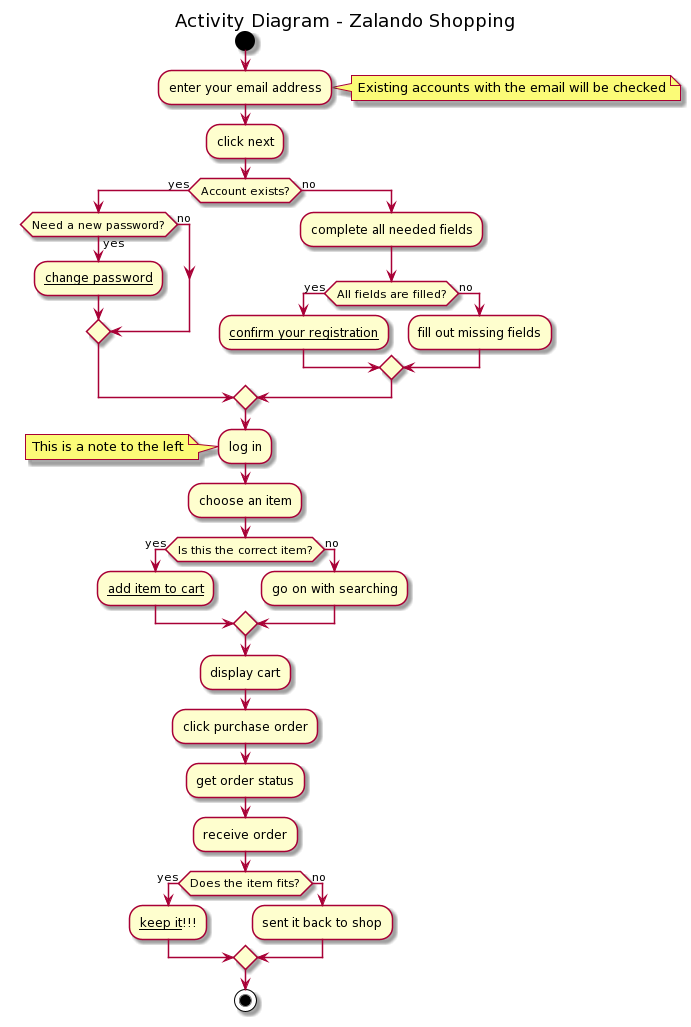 Activity Diagram - Zalando Shopping
enter your email address
Existing accounts with the email will be checked
click next
yes
Account exists?
no
Need a new password?
no
yes
change password
complete all needed fields
yes
All fields are filled?
no
confirm your registration
fill out missing fields
This is a note to the left
log in
choose an item
yes
Is this the correct item?
no
add item to cart
go on with searching
display cart
click purchase order
get order status
receive order
yes
Does the item fits?
no
keep it!!!
sent it back to shop